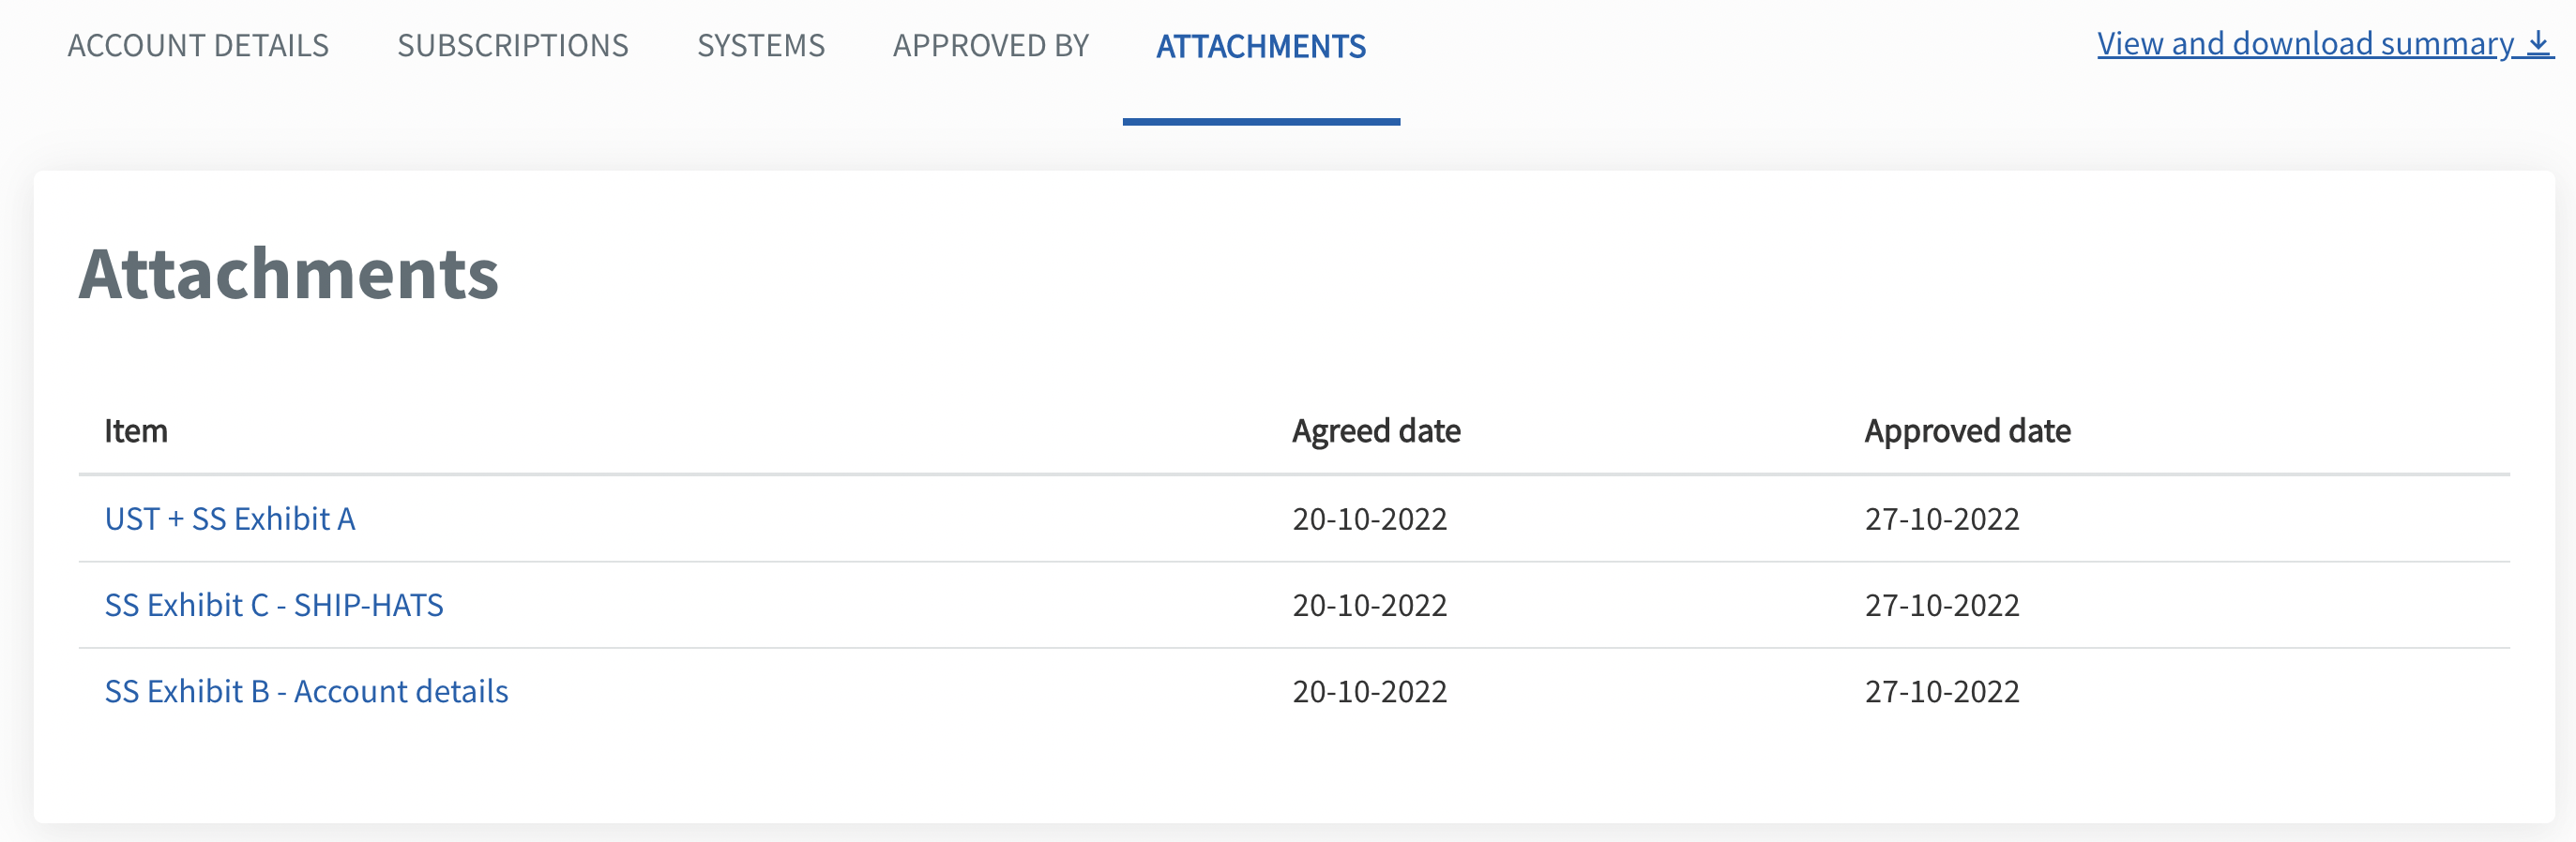 ACCOUNT DETAILS SUBSCRIPTIONS SYSTEMS APPROVED BY ATTACHMENTS View and download summary
Attachments
Item Agreed date Approved date
UST + SS Exhibit A 20-10-2022 27-10-2022
SS Exhibit C - SHIP-HATS 20-10-2022 27-10-2022
SS Exhibit B - Account details 20-10-2022 27-10-2022